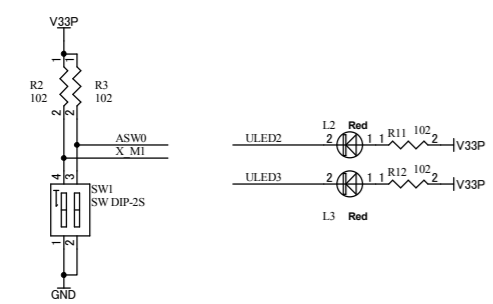 V33P
1 1
R2 R3
102 102
2 2
ASW0
X_M1
4 3
SW1
SW DIP-2S
1 2
GND
L2 Red
ULED2 2 1 1 R11 102 2 V33P
ULED3 2 1 1 R12 102 2 V33P
L3 Red